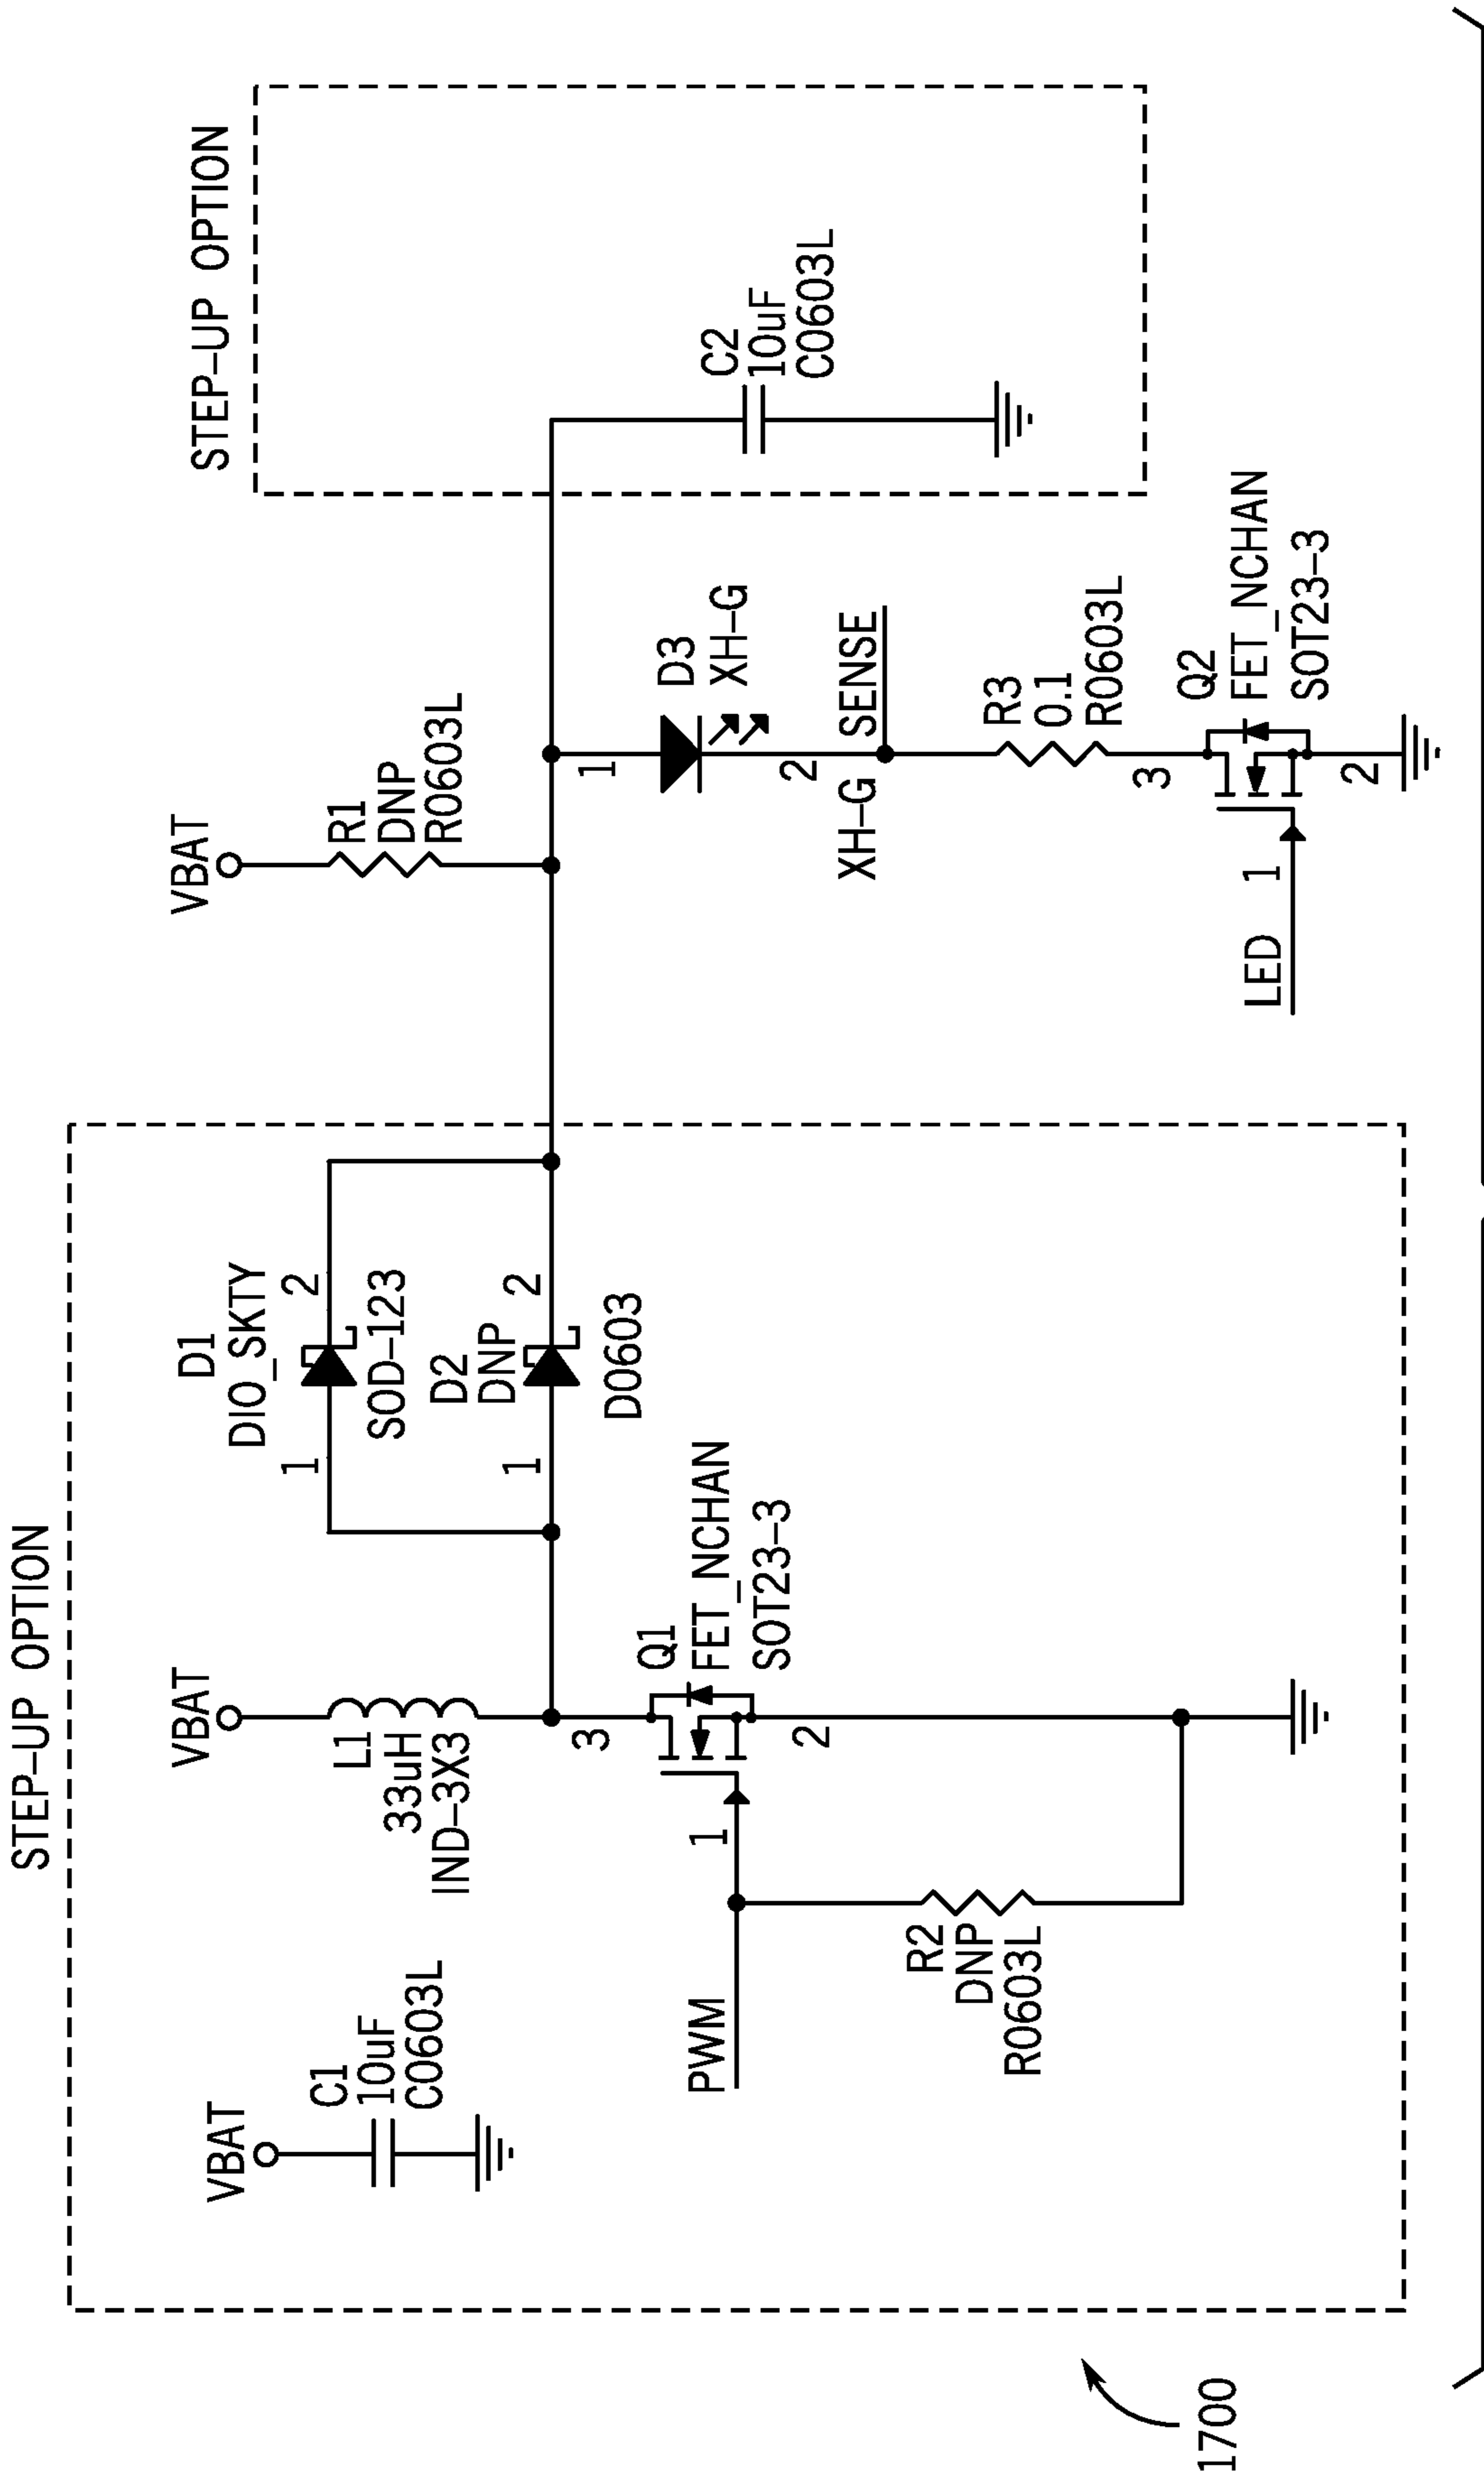 STEP-UP OPTION
VBAT
C1
10uF
C0603L
VBAT
L1
33uH
IND-3X3
D1
DIO_SKTY
1
2
SOD-123
D2
DNP
1
2
D0603
3
Q1
FET_NCHAN
SOT23-3
1
2
PWM
R2
DNP
R0603L
VBAT
R1
DNP
R0603L
1
D3
XH-G
2
SENSE
XH-G
R3
0.1
R0603L
3
Q2
FET_NCHAN
SOT23-3
1
2
LED
STEP-UP OPTION
C2
10uF
C0603L
1700